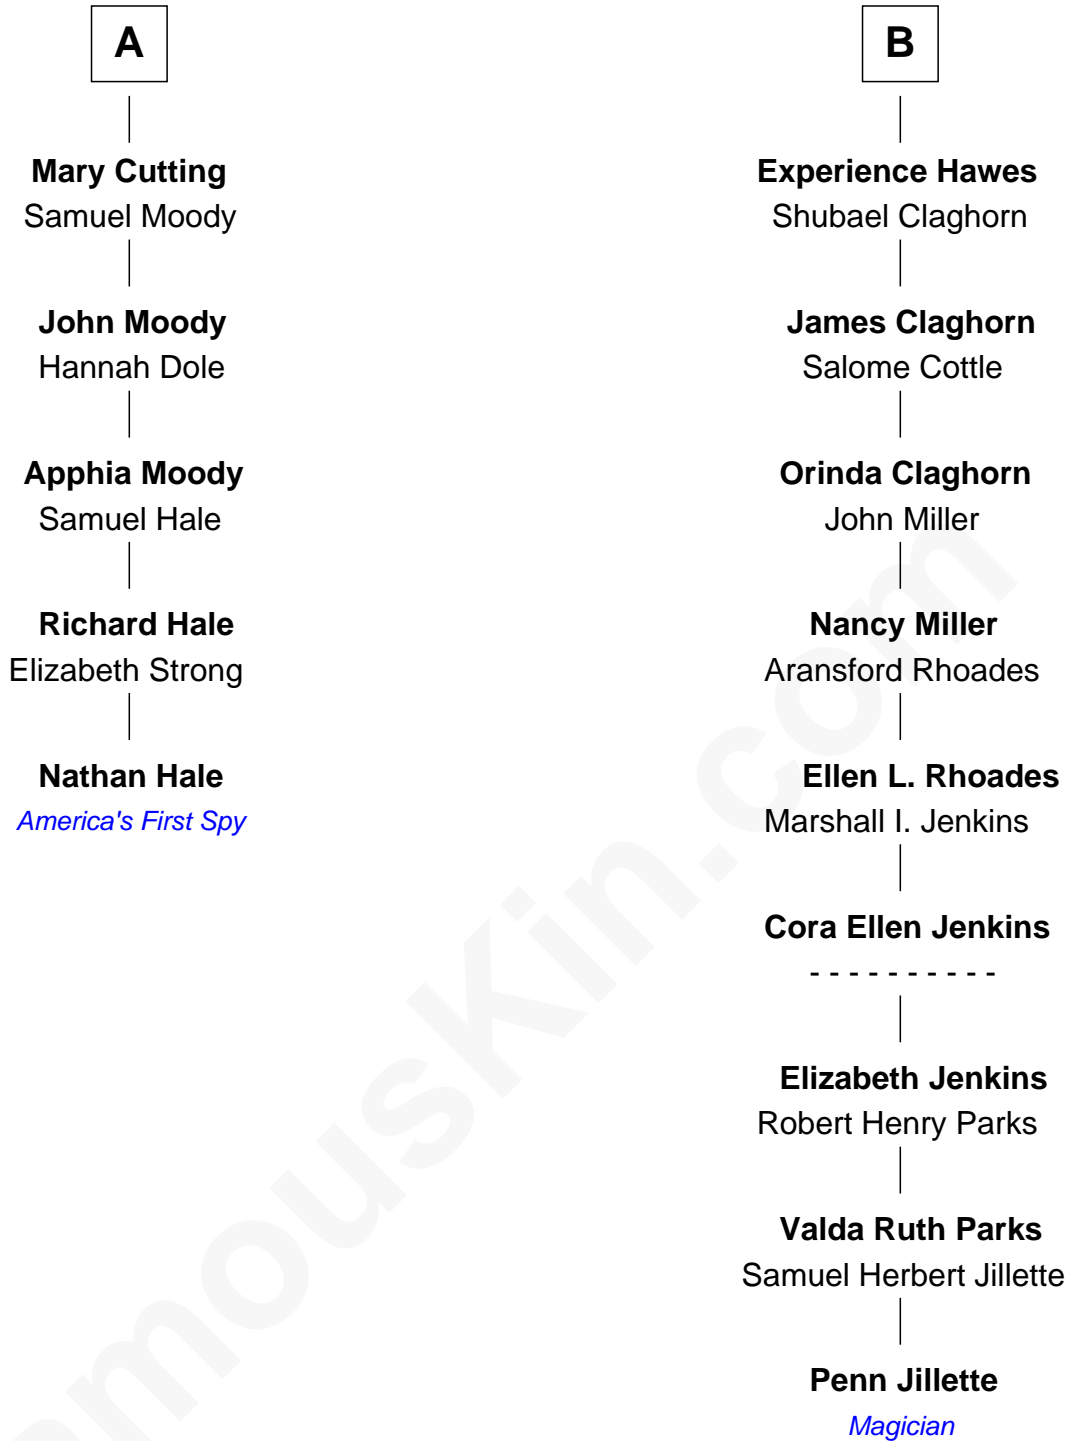 A
Mary Cutting
Samuel Moody
John Moody
Hannah Dole
Apphia Moody
Samuel Hale
Richard Hale
Elizabeth Strong
Nathan Hale
America's First Spy
B
Experience Hawes
Shubael Claghorn
James Claghorn
Salome Cottle
Orinda Claghorn
John Miller
Nancy Miller
Aransford Rhoades
Ellen L. Rhoades
Marshall I. Jenkins
Cora Ellen Jenkins
- - - - - - - - - -
Elizabeth Jenkins
Robert Henry Parks
Valda Ruth Parks
Samuel Herbert Jillette
Penn Jillette
Magician
amousKin.com